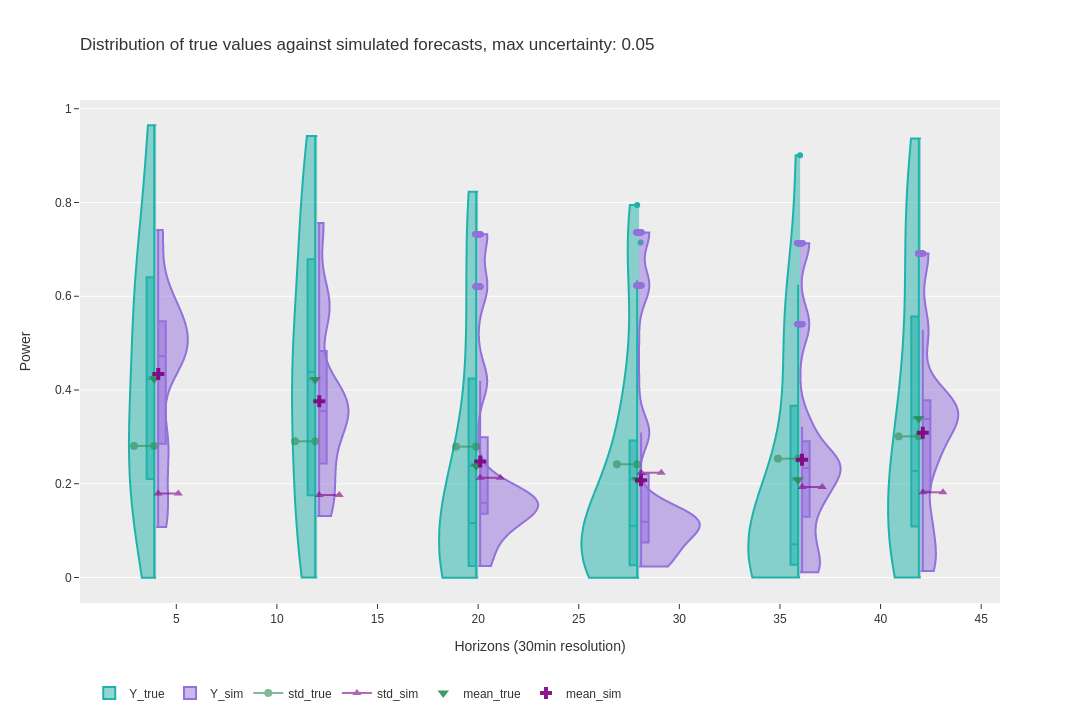 Distribution of true values against simulated forecasts, max uncertainty: 0.05
1
0.8
0.6
0.4
0.2
0
Power
5 10 15 20 25 30 35 40 45
Horizons (30min resolution)
Y_true Y_sim std_true std_sim mean_true mean_sim